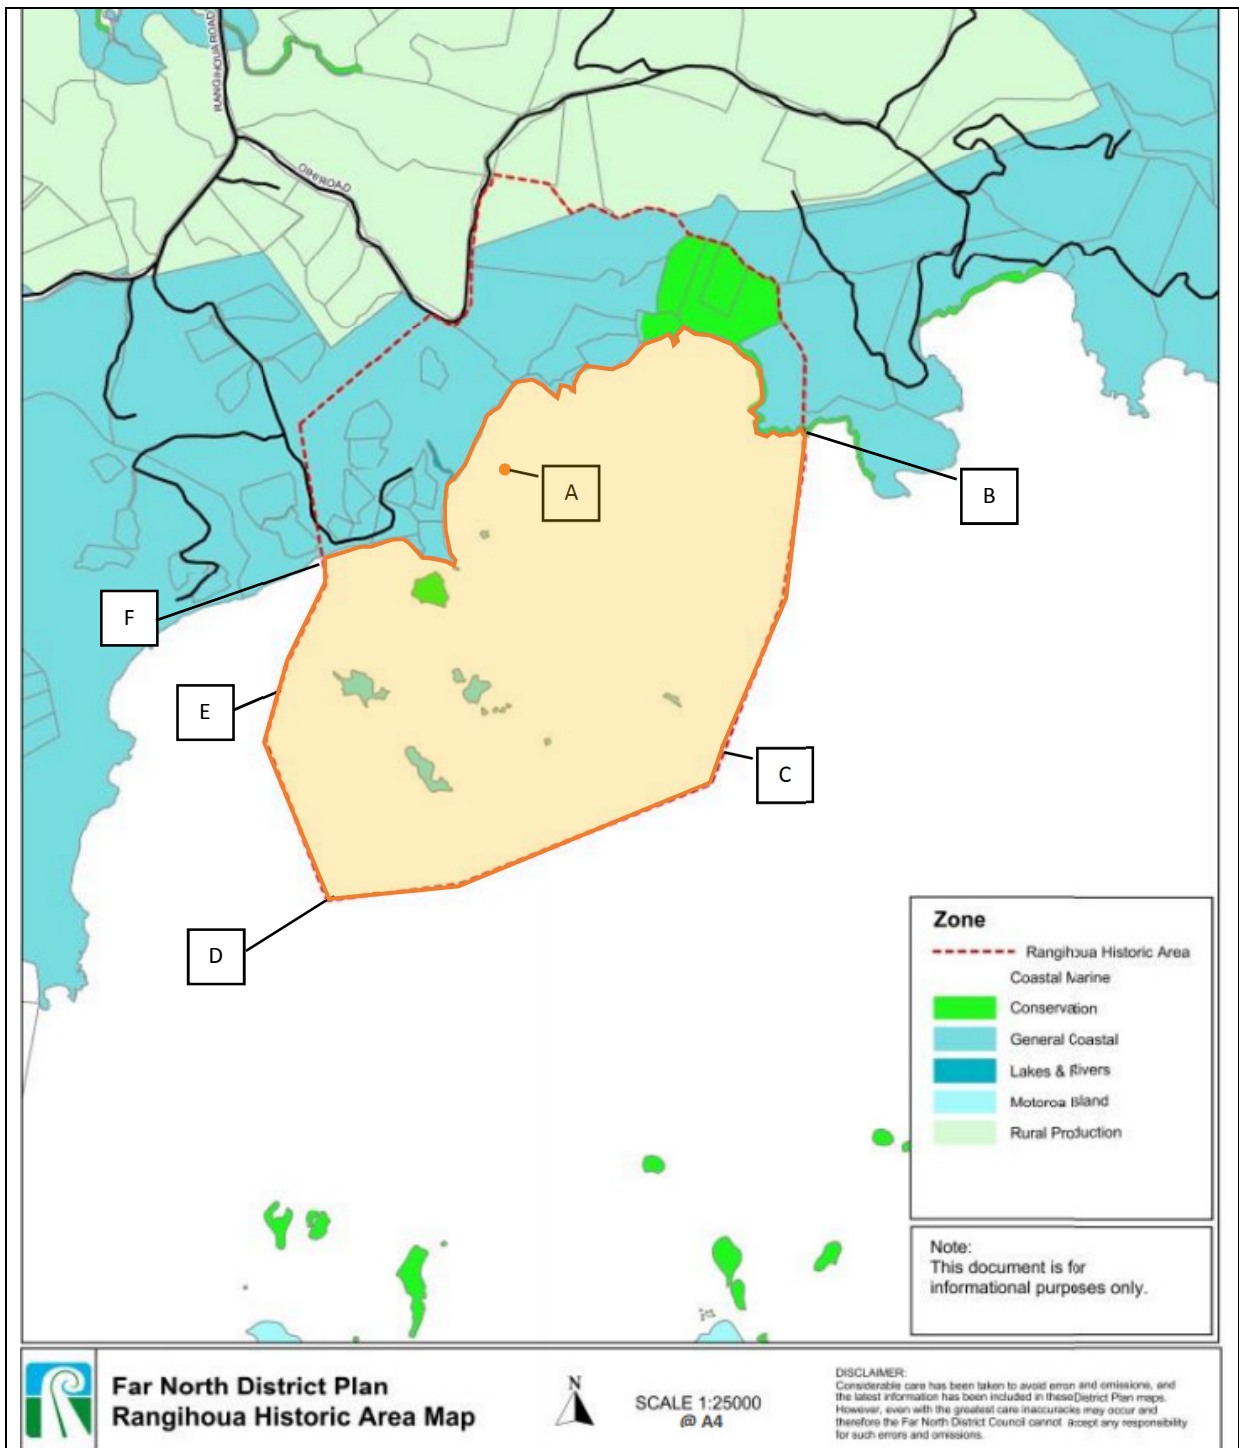 RANGIHOUA ROAD
OIHI ROAD
A
B
F
E
C
D
Zone
Rangihoua Historic Area
Coastal Marine
Conservation
General Coastal
Lakes & Rivers
Motoroa Island
Rural Production
Note:
This document is for
informational purposes only.
Far North District Plan
Rangihoua Historic Area Map
N
SCALE 1:25000
@ A4
DISCLAIMER:
Considerable care has been taken to avoid error and omissions, and
the latest information has been included in these District Plan maps.
However, even with the greatest care inaccuracies may occur and
therefore the Far North District Council cannot accept any responsibility
for such errors and omissions.